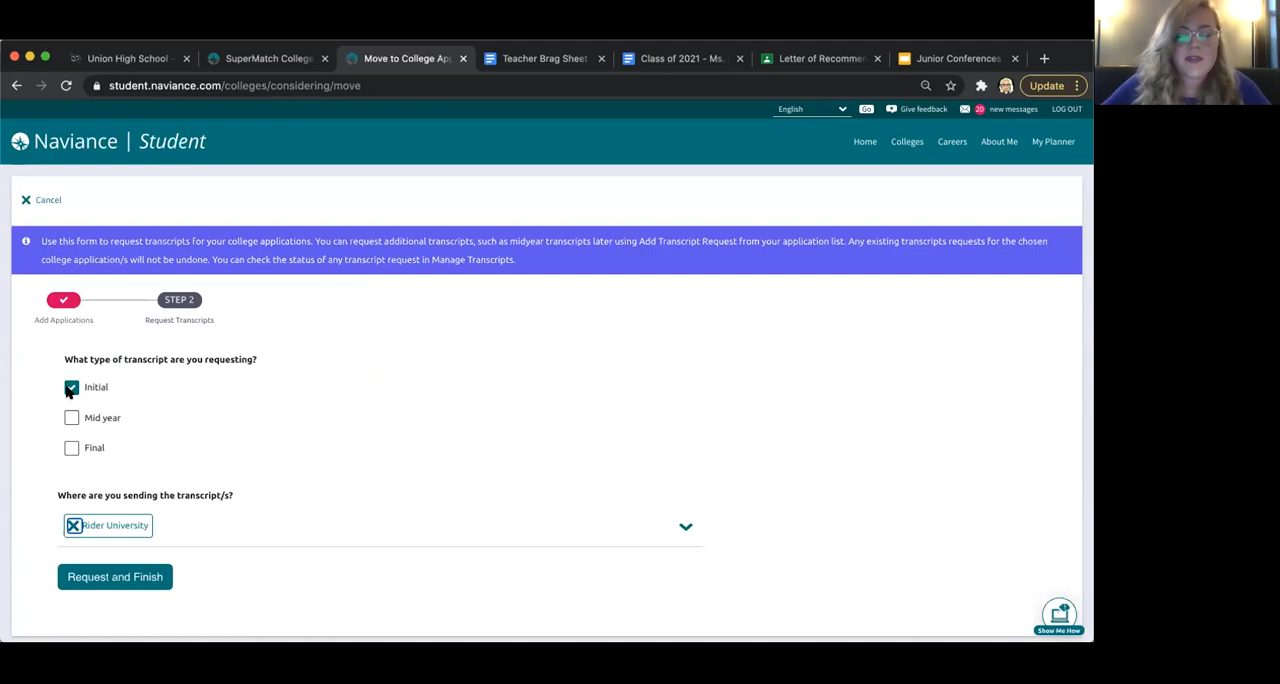 Union High School -
SuperMatch College
Move to College Ap
Teacher Brag Sheet
Class of 2021 - Ms.
Letter of Recomme
Junior Conferences
student.naviance.com/colleges/considering/move
Update
English
Go
Give feedback
20
new messages
LOG OUT
Naviance | Student
Home
Colleges
Careers
About Me
My Planner
Cancel
Use this form to request transcripts for your college applications. You can request additional transcripts, such as midyear transcripts later using Add Transcript Request from your application list. Any existing transcripts requests for the chosen
college application/s will not be undone. You can check the status of any transcript request in Manage Transcripts.
STEP 2
Add Applications
Request Transcripts
What type of transcript are you requesting?
Initial
Mid year
Final
Where are you sending the transcript/s?
Rider University
Request and Finish
Show Me How